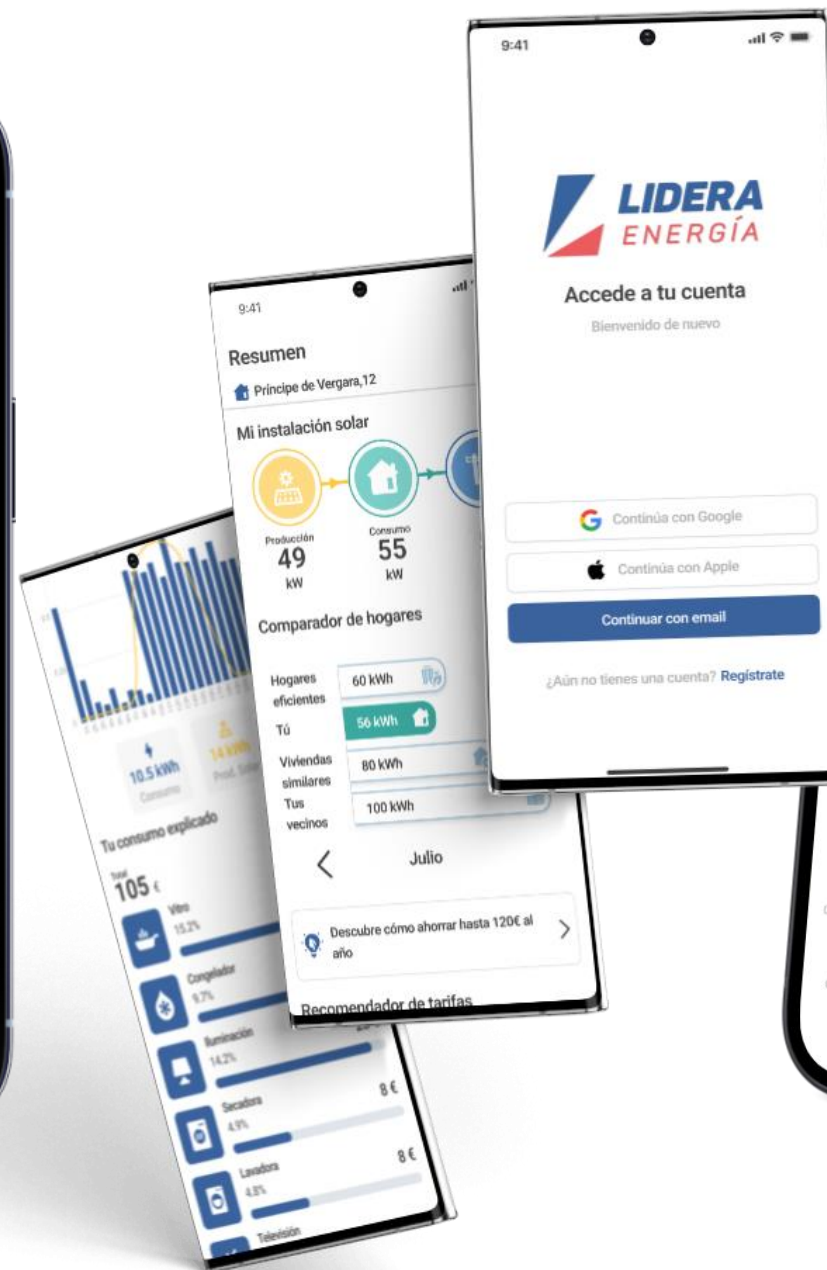 9:41
LIDERA
ENERGÍA
Accede a tu cuenta
Bienvenido de nuevo
Continúa con Google
Continúa con Apple
Continuar con email
¿Aún no tienes una cuenta? Regístrate
9:41
Resumen
Príncipe de Vergara,12
Mi instalación solar
Producción
49
kW
Consumo
55
kW
Comparador de hogares
Hogares
eficientes
60 kWh
Tú
56 kWh
Viviendas
similares
80 kWh
Tus
vecinos
100 kWh
Julio
Descubre cómo ahorrar hasta 120€ al
año
Recomendador de tarifas
10.5 kWh
Consumo
14 kWh
Prod. Solar
Tu consumo explicado
Total
105 €
Vitro
15.2%
Congelador
9.7%
Iluminación
14.2%
Secadora
4.9%
8 €
Lavadora
4.8%
8 €
Televisión